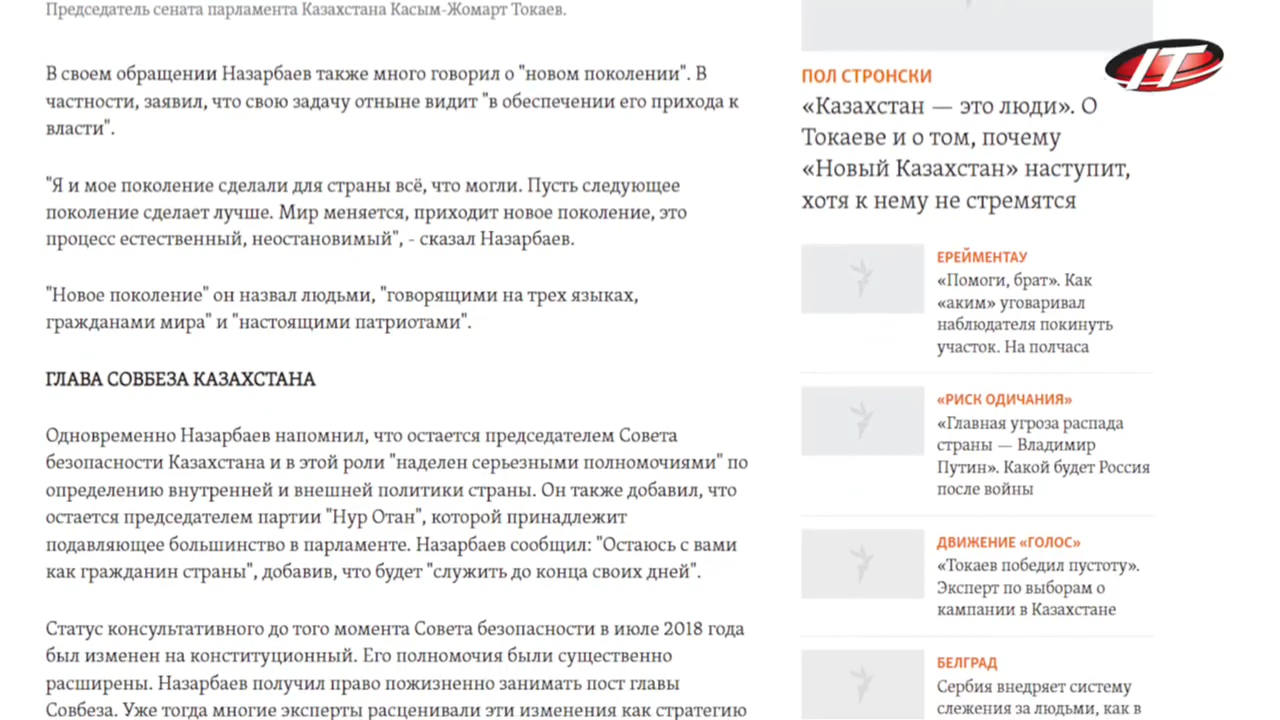 Председатель сената парламента Казахстана Касым-Жомарт Токаев.
В своем обращении Назарбаев также много говорил о "новом поколении". В
частности, заявил, что свою задачу отныне видит "в обеспечении его прихода к
власти".
"Я и мое поколение сделали для страны всё, что могли. Пусть следующее
поколение сделает лучше. Мир меняется, приходит новое поколение, это
процесс естественный, неостановимый", - сказал Назарбаев.
"Новое поколение" он назвал людьми, "говорящими на трех языках,
гражданами мира" и "настоящими патриотами".
ГЛАВА СОВБЕЗА КАЗАХСТАНА
Одновременно Назарбаев напомнил, что остается председателем Совета
безопасности Казахстана и в этой роли "наделен серьезными полномочиями" по
определению внутренней и внешней политики страны. Он также добавил, что
остается председателем партии "Нур Отан", которой принадлежит
подавляющее большинство в парламенте. Назарбаев сообщил: "Остаюсь с вами
как гражданин страны", добавив, что будет "служить до конца своих дней".
Статус консультативного до того момента Совета безопасности в июле 2018 года
был изменен на конституционный. Его полномочия были существенно
расширены. Назарбаев получил право пожизненно занимать пост главы
Совбеза. Уже тогда многие эксперты расценивали эти изменения как стратегию
IT
ПОЛ СТРОНСКИ
«Казахстан — это люди». О
Токаеве и о том, почему
«Новый Казахстан» наступит,
хотя к нему не стремятся
ЕРЕЙМЕНТАУ
«Помоги, брат». Как
«аким» уговаривал
наблюдателя покинуть
участок. На полчаса
«РИСК ОДИЧАНИЯ»
«Главная угроза распада
страны — Владимир
Путин». Какой будет Россия
после войны
ДВИЖЕНИЕ «ГОЛОС»
«Токаев победил пустоту».
Эксперт по выборам о
кампании в Казахстане
БЕЛГРАД
Сербия внедряет систему
слежения за людьми, как в